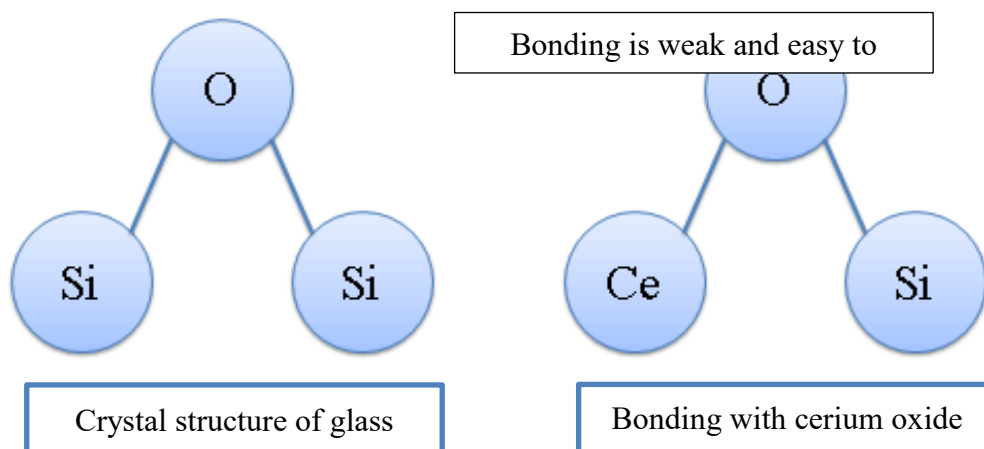 Bonding is weak and easy to
O
O
Si
Si
Ce
Si
Crystal structure of glass
Bonding with cerium oxide